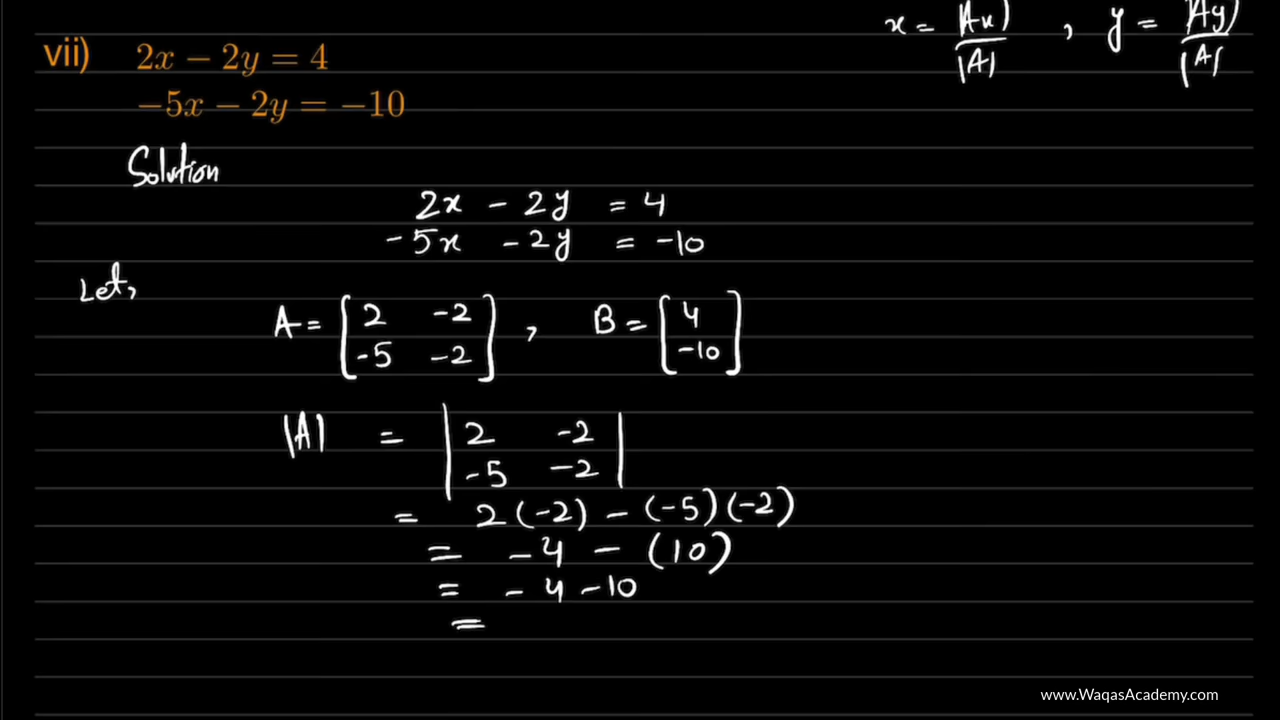 x = |Ax| / |A| , y = |Ay| / |A|
vii) 2x − 2y = 4
−5x − 2y = −10
Solution
2x − 2y = 4
-5x − 2y = −10
Let,
A = [2 -2; -5 -2] , B = [4; -10]
|A| = |2 -2; -5 -2|
= 2(-2) − (-5)(-2)
= -4 − (10)
= -4 -10
=
www.WaqasAcademy.com